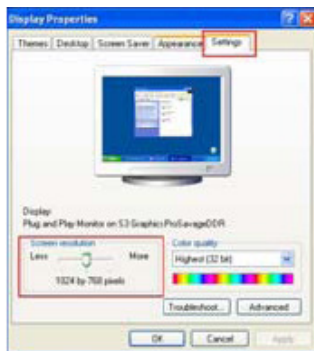 Display Properties
Themes Desktop Screen Saver Appearance Settings
Display:
Plug and Play Monitor on S3 Graphics ProSavageDDR
Screen resolution
Less More
1024 by 768 pixels
Color quality
Highest (32 bit)
Troubleshoot... Advanced
OK Cancel Apply